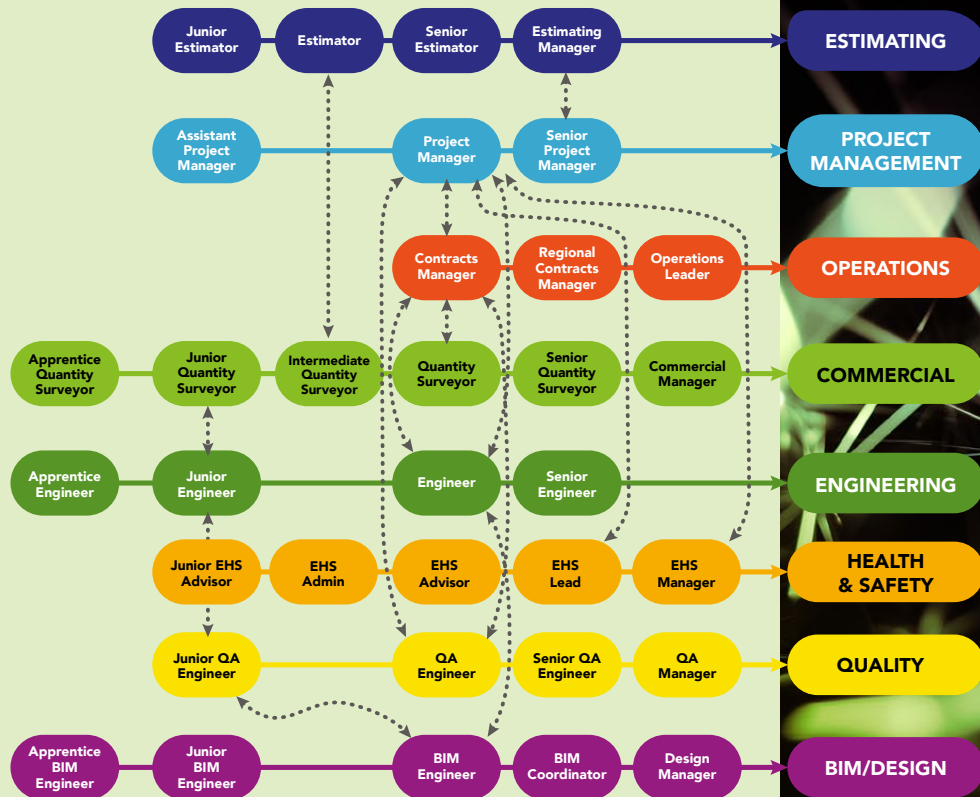 Junior
Estimator
Estimator
Senior
Estimator
Estimating
Manager
ESTIMATING
Assistant
Project
Manager
Project
Manager
Senior
Project
Manager
PROJECT
MANAGEMENT
Contracts
Manager
Regional
Contracts
Manager
Operations
Leader
OPERATIONS
Apprentice
Quantity
Surveyor
Junior
Quantity
Surveyor
Intermediate
Quantity
Surveyor
Quantity
Surveyor
Senior
Quantity
Surveyor
Commercial
Manager
COMMERCIAL
Apprentice
Engineer
Junior
Engineer
Engineer
Senior
Engineer
ENGINEERING
Junior EHS
Advisor
EHS
Admin
EHS
Advisor
EHS
Lead
EHS
Manager
HEALTH
& SAFETY
Junior QA
Engineer
QA
Engineer
Senior QA
Engineer
QA
Manager
QUALITY
Apprentice
BIM
Engineer
Junior
BIM
Engineer
BIM
Engineer
BIM
Coordinator
Design
Manager
BIM/DESIGN